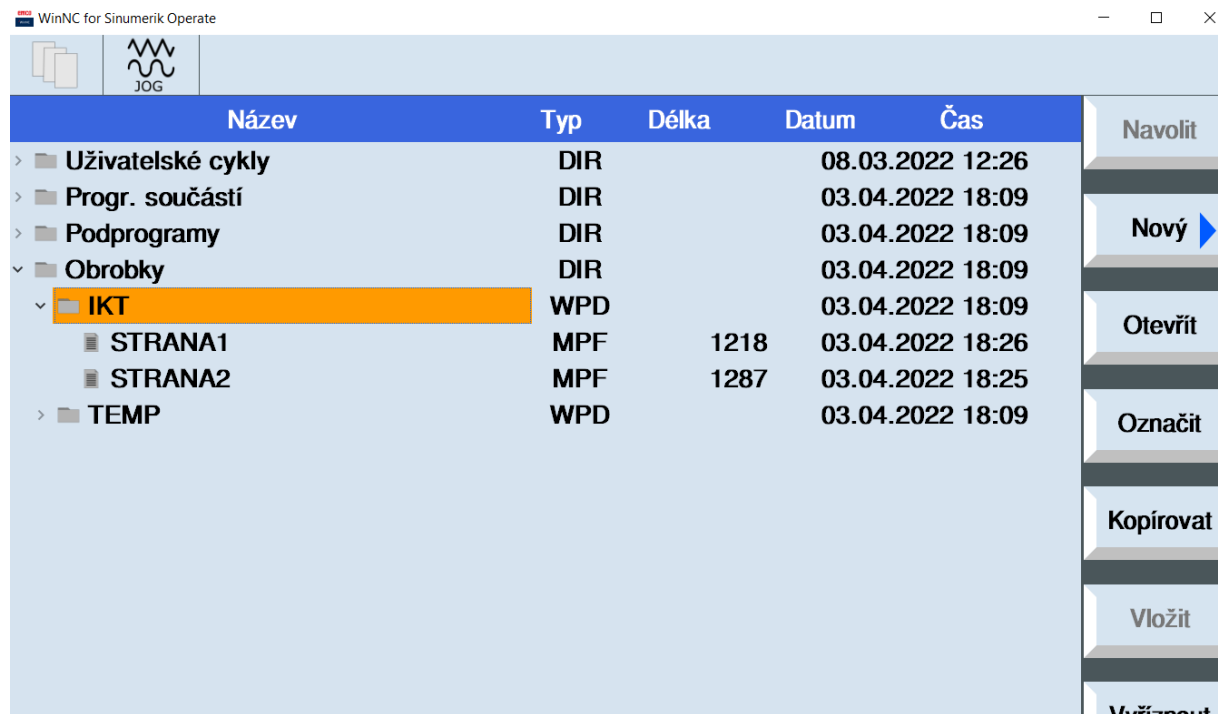 WinNC for Sinumerik Operate
JOG
Název Typ Délka Datum Čas
Uživatelské cykly DIR 08.03.2022 12:26
Progr. součástí DIR 03.04.2022 18:09
Podprogramy DIR 03.04.2022 18:09
Obrobky DIR 03.04.2022 18:09
IKT WPD 03.04.2022 18:09
STRANA1 MPF 1218 03.04.2022 18:26
STRANA2 MPF 1287 03.04.2022 18:25
TEMP WPD 03.04.2022 18:09
Navolit
Nový
Otevřít
Označit
Kopírovat
Vložit